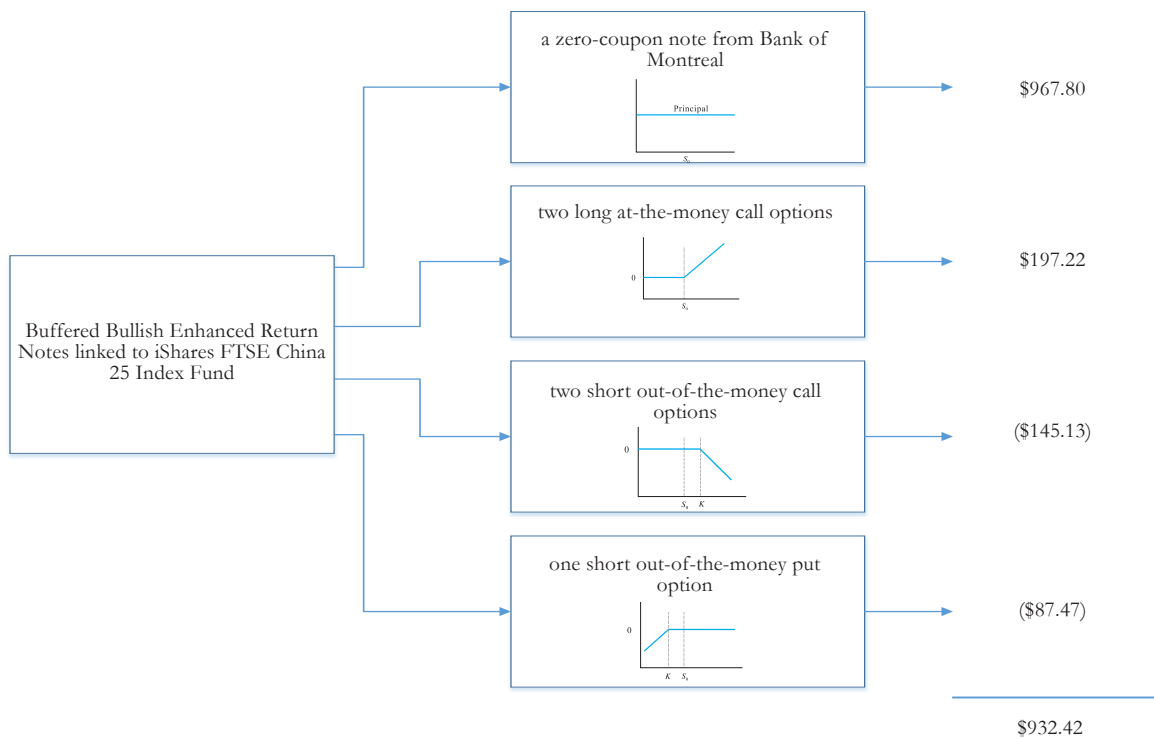 a zero-coupon note from Bank of
Montreal
Principal
S₀
$967.80
two long at-the-money call options
0
S₀
$197.22
Buffered Bullish Enhanced Return
Notes linked to iShares FTSE China
25 Index Fund
two short out-of-the-money call
options
0
S₀ K
($145.13)
one short out-of-the-money put
option
0
K S₀
($87.47)
$932.42